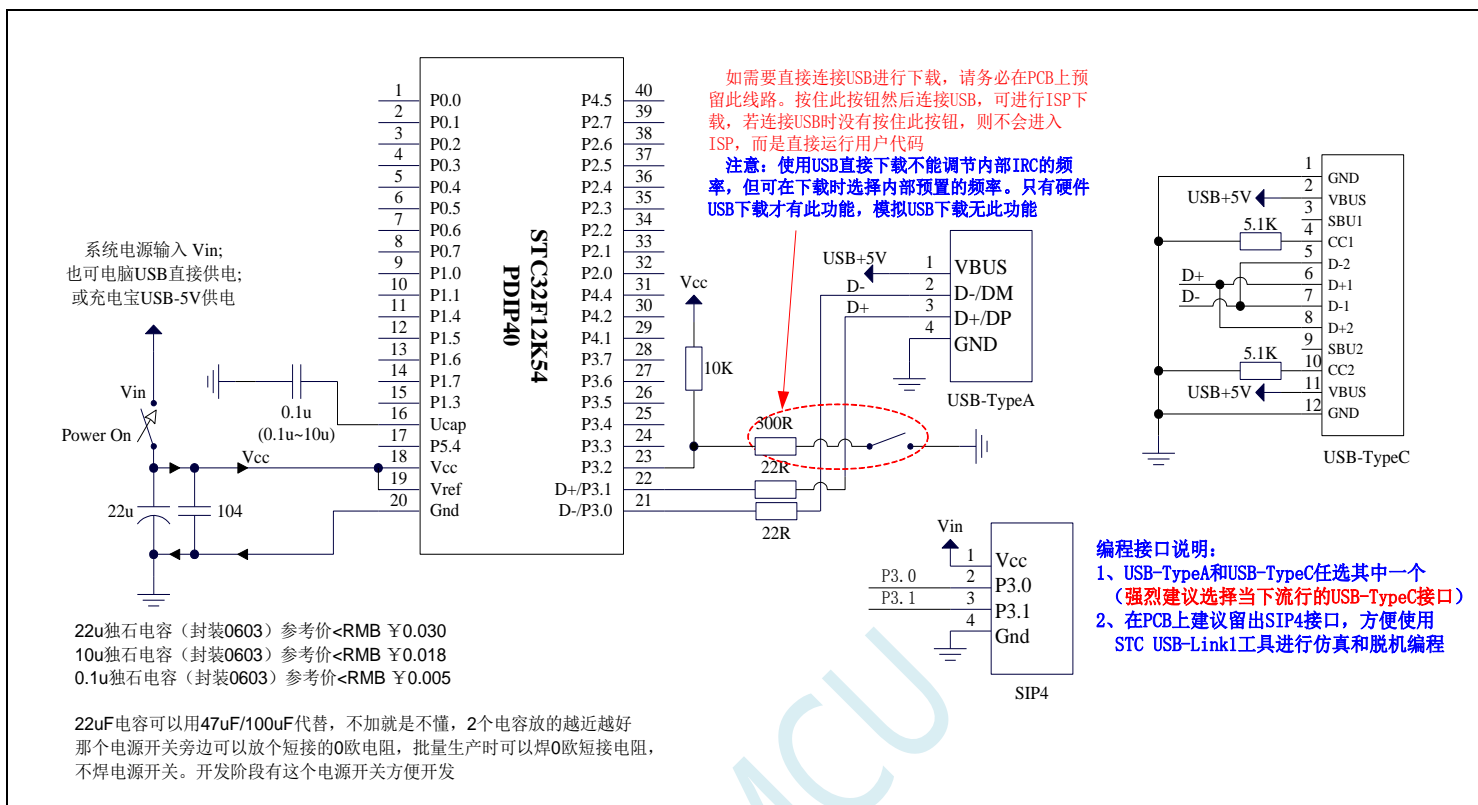 如需要直接连接USB进行下载，请务必在PCB上预
留此线路。按住此按钮然后连接USB，可进行ISP下
载，若连接USB时没有按住此按钮，则不会进入
ISP，而是直接运行用户代码
注意：使用USB直接下载不能调节内部IRC的频
率，但可在下载时选择内部预置的频率。只有硬件
USB下载才有此功能，模拟USB下载无此功能
系统电源输入 Vin;
也可电脑USB直接供电;
或充电宝USB-5V供电
Vin
Power On
Vcc
22u
104
0.1u
(0.1u~10u)
STC32F12K54
PDIP40
1 P0.0
2 P0.1
3 P0.2
4 P0.3
5 P0.4
6 P0.5
7 P0.6
8 P0.7
9 P1.0
10 P1.1
11 P1.4
12 P1.5
13 P1.6
14 P1.7
15 P1.3
16 Ucap
17 P5.4
18 Vcc
19 Vref
20 Gnd
P4.5 40
P2.7 39
P2.6 38
P2.5 37
P2.4 36
P2.3 35
P2.2 34
P2.1 33
P2.0 32
P4.4 31
P4.2 30
P4.1 29
P3.7 28
P3.6 27
P3.5 26
P3.4 25
P3.3 24
P3.2 23
D+/P3.1 22
D-/P3.0 21
Vcc
10K
300R
22R
22R
USB+5V
D-
D+
1 VBUS
2 D-/DM
3 D+/DP
4 GND
USB-TypeA
USB+5V
5.1K
D+
D-
5.1K
USB+5V
1 GND
2 VBUS
3 SBU1
4 CC1
5 D-2
6 D+1
7 D-1
8 D+2
9 SBU2
10 CC2
11 VBUS
12 GND
USB-TypeC
Vin
P3.0
P3.1
1 Vcc
2 P3.0
3 P3.1
4 Gnd
SIP4
编程接口说明：
1、USB-TypeA和USB-TypeC任选其中一个
（强烈建议选择当下流行的USB-TypeC接口）
2、在PCB上建议留出SIP4接口，方便使用
STC USB-Link1工具进行仿真和脱机编程
22u独石电容（封装0603）参考价<RMB ￥0.030
10u独石电容（封装0603）参考价<RMB ￥0.018
0.1u独石电容（封装0603）参考价<RMB ￥0.005
22uF电容可以用47uF/100uF代替，不加就是不懂，2个电容放的越近越好
那个电源开关旁边可以放个短接的0欧电阻，批量生产时可以焊0欧短接电阻，
不焊电源开关。开发阶段有这个电源开关方便开发
MCU